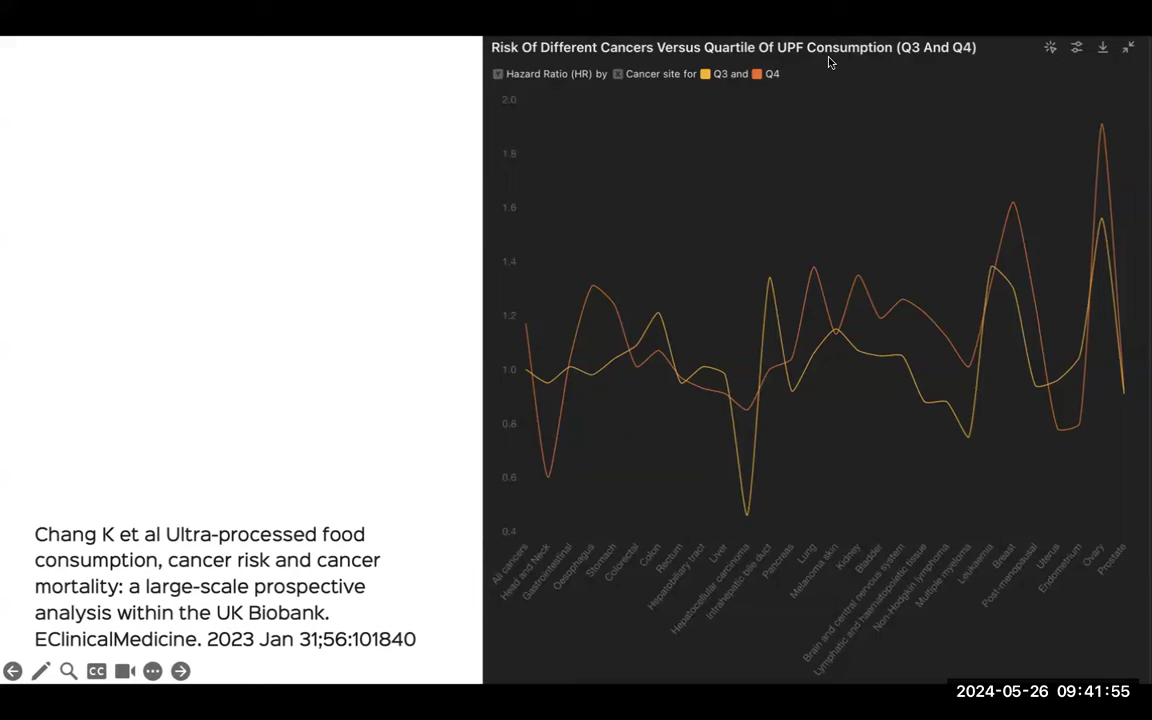 Risk Of Different Cancers Versus Quartile Of UPF Consumption (Q3 And Q4)
Y Hazard Ratio (HR) by X Cancer site for Q3 and Q4
2.0
1.8
1.6
1.4
1.2
1.0
0.8
0.6
0.4
All cancers
Head and Neck
Gastrointestinal
Oesophagus
Stomach
Colorectal
Colon
Rectum
Hepatobiliary tract
Liver
Hepatocellular carcinoma
Intrahepatic bile duct
Pancreas
Lung
Melanoma skin
Kidney
Bladder
Brain and central nervous system
Lymphatic and haematopoietic tissue
Non-Hodgkin lymphoma
Multiple myeloma
Leukaemia
Breast
Post-manopausal
Uterus
Endometrium
Ovary
Prostate
Chang K et al Ultra-processed food
consumption, cancer risk and cancer
mortality: a large-scale prospective
analysis within the UK Biobank.
EClinicalMedicine. 2023 Jan 31;56:101840
CC
2024-05-26 09:41:55